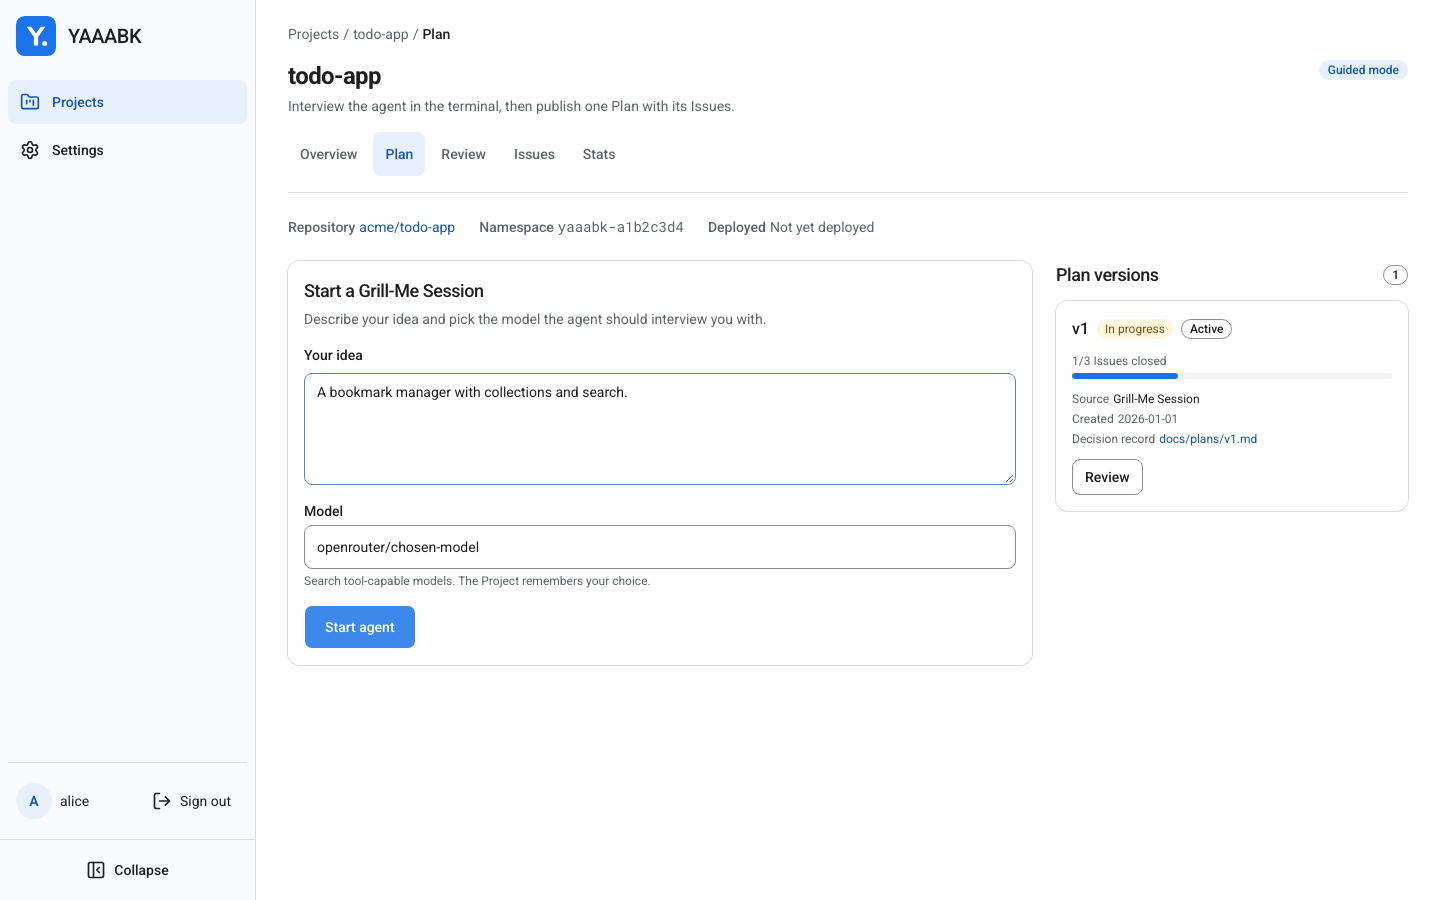 Y. YAAABK
Projects
Settings
A alice Sign out
Collapse
Projects / todo-app / Plan
todo-app
Guided mode
Interview the agent in the terminal, then publish one Plan with its Issues.
Overview Plan Review Issues Stats
Repository acme/todo-app Namespace yaaabk-a1b2c3d4 Deployed Not yet deployed
Start a Grill-Me Session
Describe your idea and pick the model the agent should interview you with.
Your idea
A bookmark manager with collections and search.
Model
openrouter/chosen-model
Search tool-capable models. The Project remembers your choice.
Start agent
Plan versions 1
v1 In progress Active
1/3 Issues closed
Source Grill-Me Session
Created 2026-01-01
Decision record docs/plans/v1.md
Review